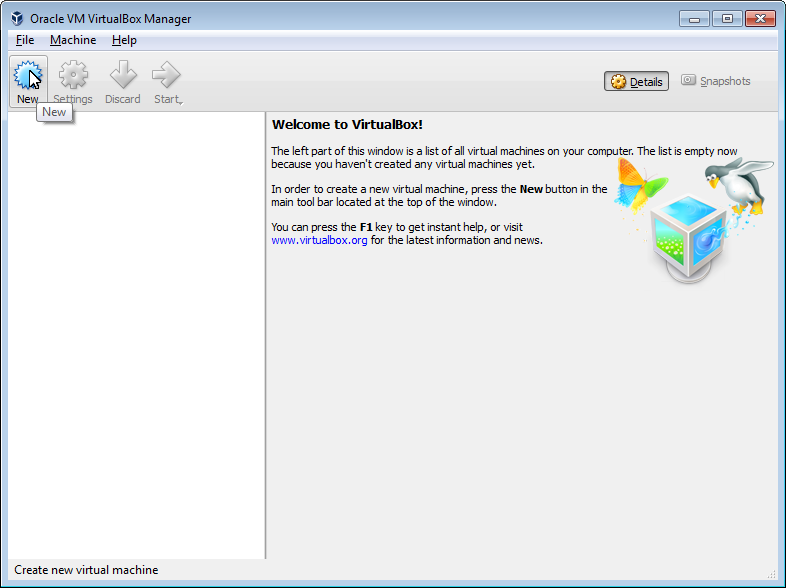 Oracle VM VirtualBox Manager
File Machine Help
New Settings Discard Start
Details Snapshots
New
Welcome to VirtualBox!
The left part of this window is a list of all virtual machines on your computer. The list is empty now
because you haven't created any virtual machines yet.
In order to create a new virtual machine, press the New button in the
main tool bar located at the top of the window.
You can press the F1 key to get instant help, or visit
www.virtualbox.org for the latest information and news.
Create new virtual machine